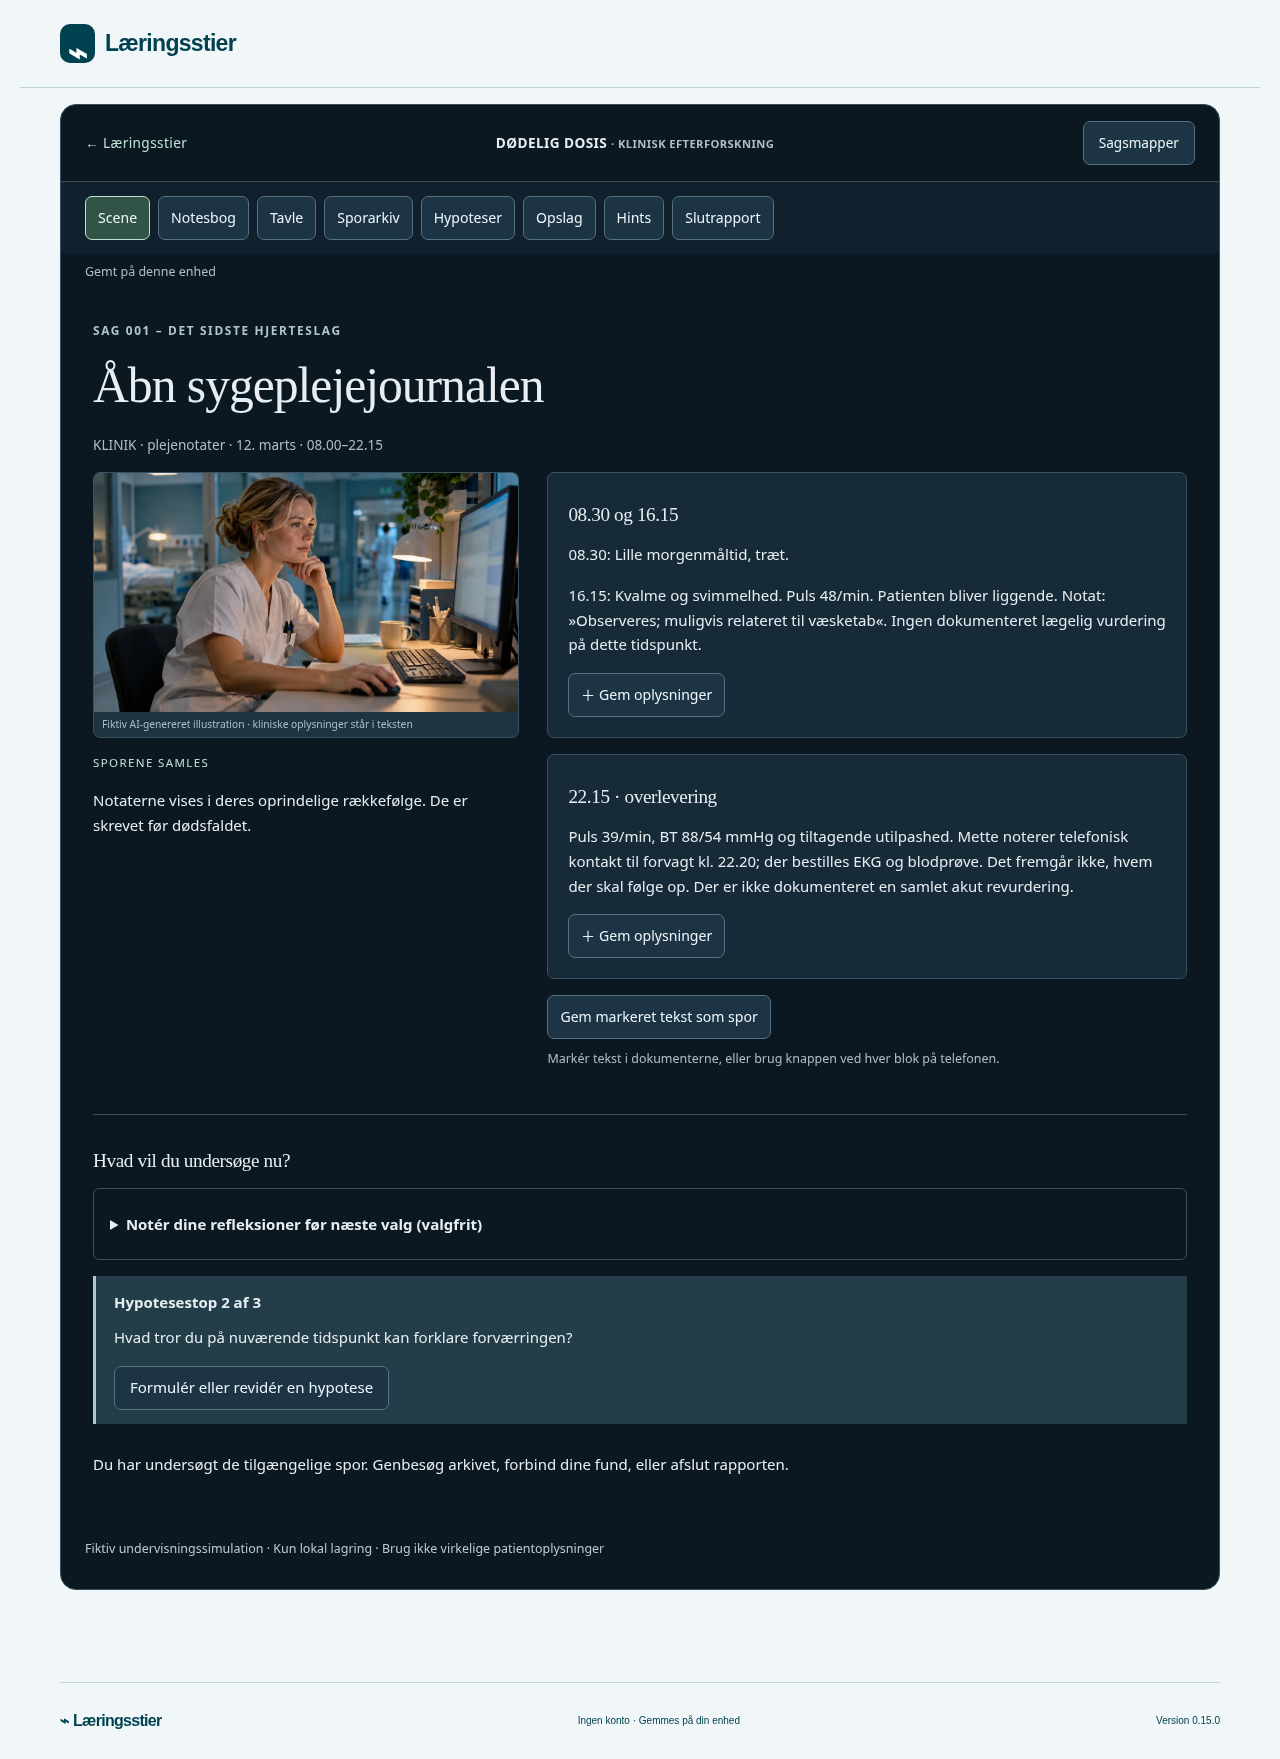 Læringsstier
← Læringsstier
DØDELIG DOSIS · KLINISK EFTERFORSKNING
Sagsmapper
Scene
Notesbog
Tavle
Sporarkiv
Hypoteser
Opslag
Hints
Slutrapport
Gemt på denne enhed
SAG 001 – DET SIDSTE HJERTESLAG
Åbn sygeplejejournalen
KLINIK · plejenotater · 12. marts · 08.00–22.15
Fiktiv AI-genereret illustration · kliniske oplysninger står i teksten
SPORENE SAMLES
Notaterne vises i deres oprindelige rækkefølge. De er
skrevet før dødsfaldet.
08.30 og 16.15
08.30: Lille morgenmåltid, træt.
16.15: Kvalme og svimmelhed. Puls 48/min. Patienten bliver liggende. Notat:
»Observeres; muligvis relateret til væsketab«. Ingen dokumenteret lægelig vurdering
på dette tidspunkt.
＋ Gem oplysninger
22.15 · overlevering
Puls 39/min, BT 88/54 mmHg og tiltagende utilpashed. Mette noterer telefonisk
kontakt til forvagt kl. 22.20; der bestilles EKG og blodprøve. Det fremgår ikke, hvem
der skal følge op. Der er ikke dokumenteret en samlet akut revurdering.
＋ Gem oplysninger
Gem markeret tekst som spor
Markér tekst i dokumenterne, eller brug knappen ved hver blok på telefonen.
Hvad vil du undersøge nu?
▶ Notér dine refleksioner før næste valg (valgfrit)
Hypotesestop 2 af 3
Hvad tror du på nuværende tidspunkt kan forklare forværringen?
Formulér eller revidér en hypotese
Du har undersøgt de tilgængelige spor. Genbesøg arkivet, forbind dine fund, eller afslut rapporten.
Fiktiv undervisningssimulation · Kun lokal lagring · Brug ikke virkelige patientoplysninger
⌁ Læringsstier
Ingen konto · Gemmes på din enhed
Version 0.15.0